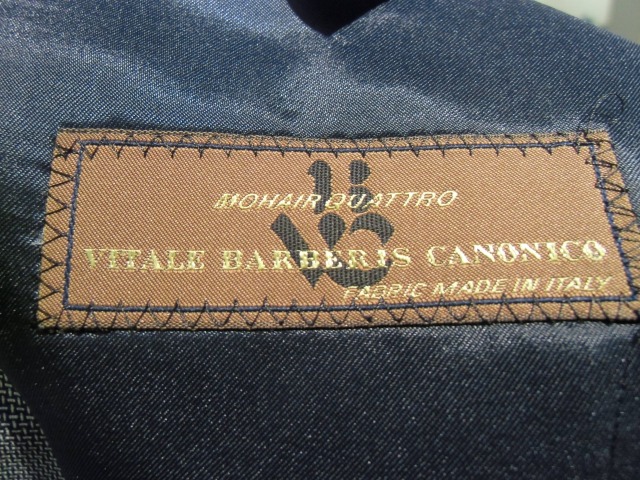 MOHAIR QUATTRO
VITALE BARBERIS CANONICO
FABRIC MADE IN ITALY